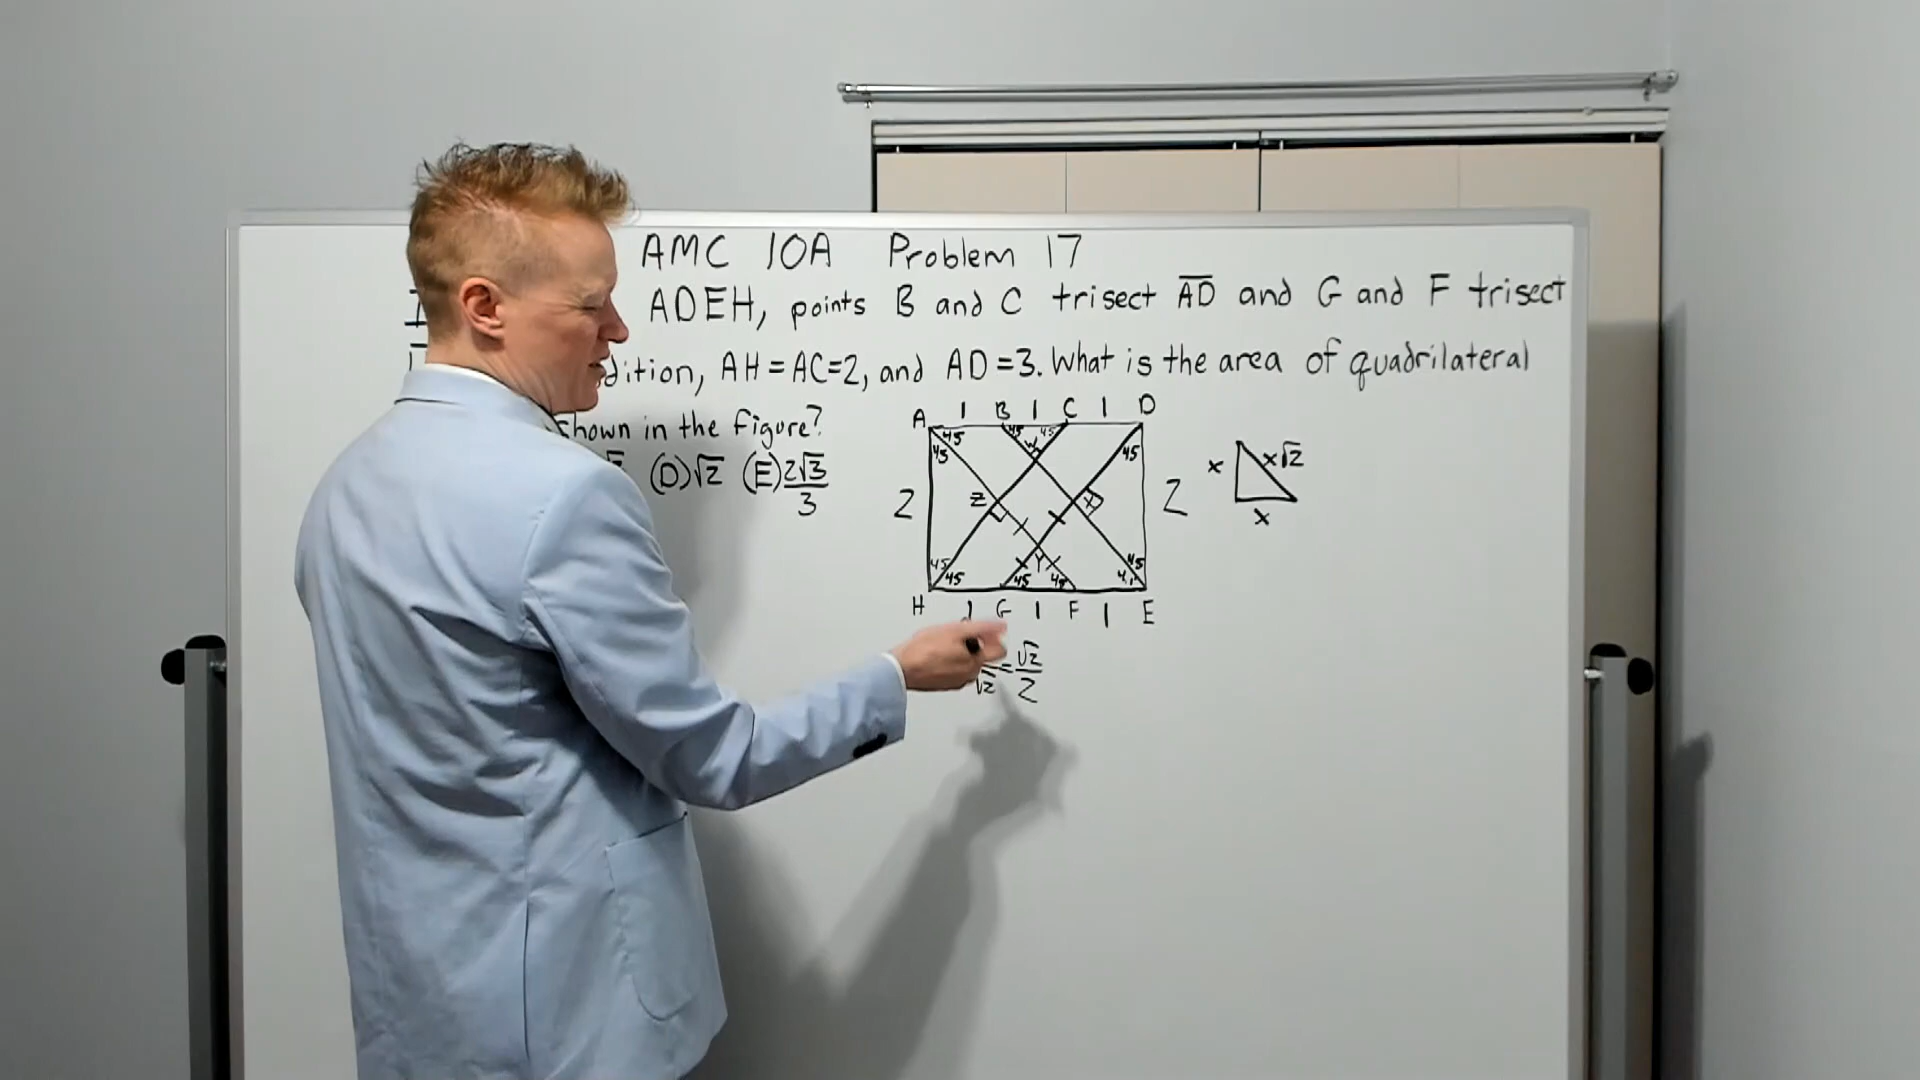 AMC 10A Problem 17
ADEH, points B and C trisect AD and G and F trisect
AH=AC=2, and AD=3. What is the area of quadrilateral
shown in the figure?
(D)√2 (E)2√3/3
A 1 B 1 C 1 D
45 45 45
45 45
W
x x√2
2 Z X 2
x
Y
45 45
45 45 45
H 1 G 1 F 1 E
√2
= √2/2